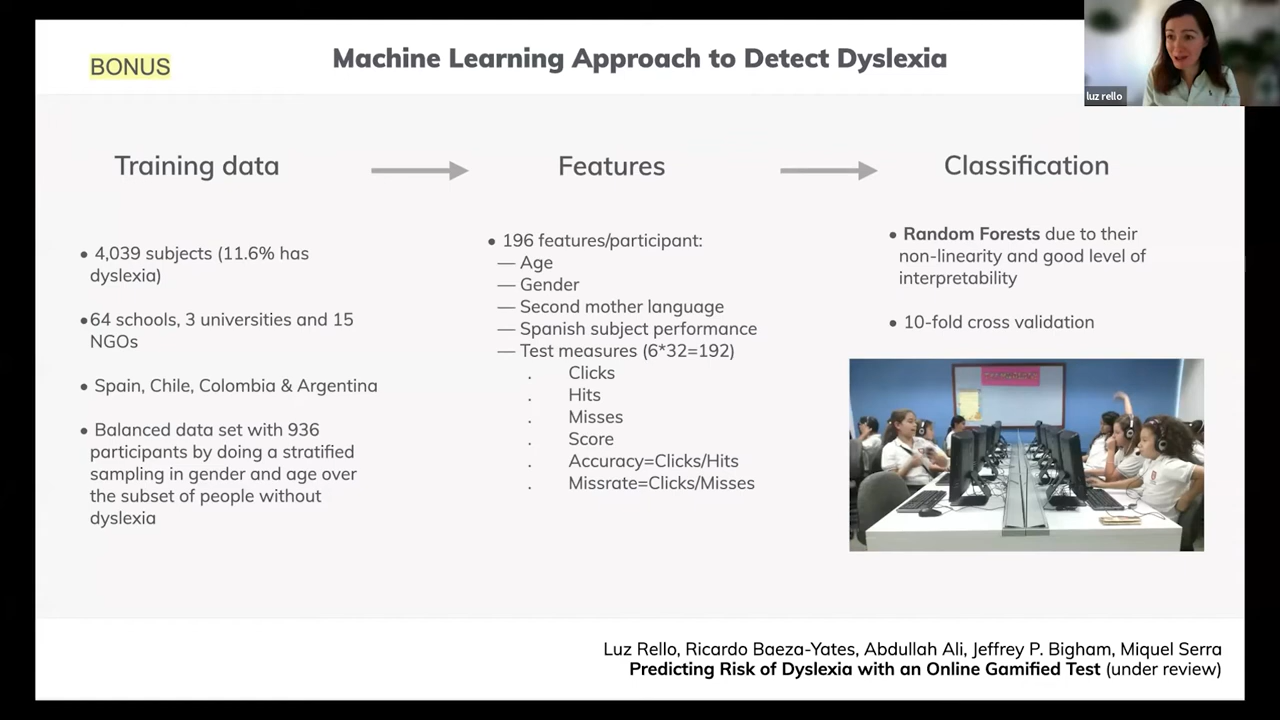 BONUS
Machine Learning Approach to Detect Dyslexia
luz rello
Training data
Features
Classification
• 4,039 subjects (11.6% has
dyslexia)
•64 schools, 3 universities and 15
NGOs
• Spain, Chile, Colombia & Argentina
• Balanced data set with 936
participants by doing a stratified
sampling in gender and age over
the subset of people without
dyslexia
• 196 features/participant:
— Age
— Gender
— Second mother language
— Spanish subject performance
— Test measures (6*32=192)
. Clicks
. Hits
. Misses
. Score
. Accuracy=Clicks/Hits
. Missrate=Clicks/Misses
• Random Forests due to their
non-linearity and good level of
interpretability
• 10-fold cross validation
Luz Rello, Ricardo Baeza-Yates, Abdullah Ali, Jeffrey P. Bigham, Miquel Serra
Predicting Risk of Dyslexia with an Online Gamified Test (under review)